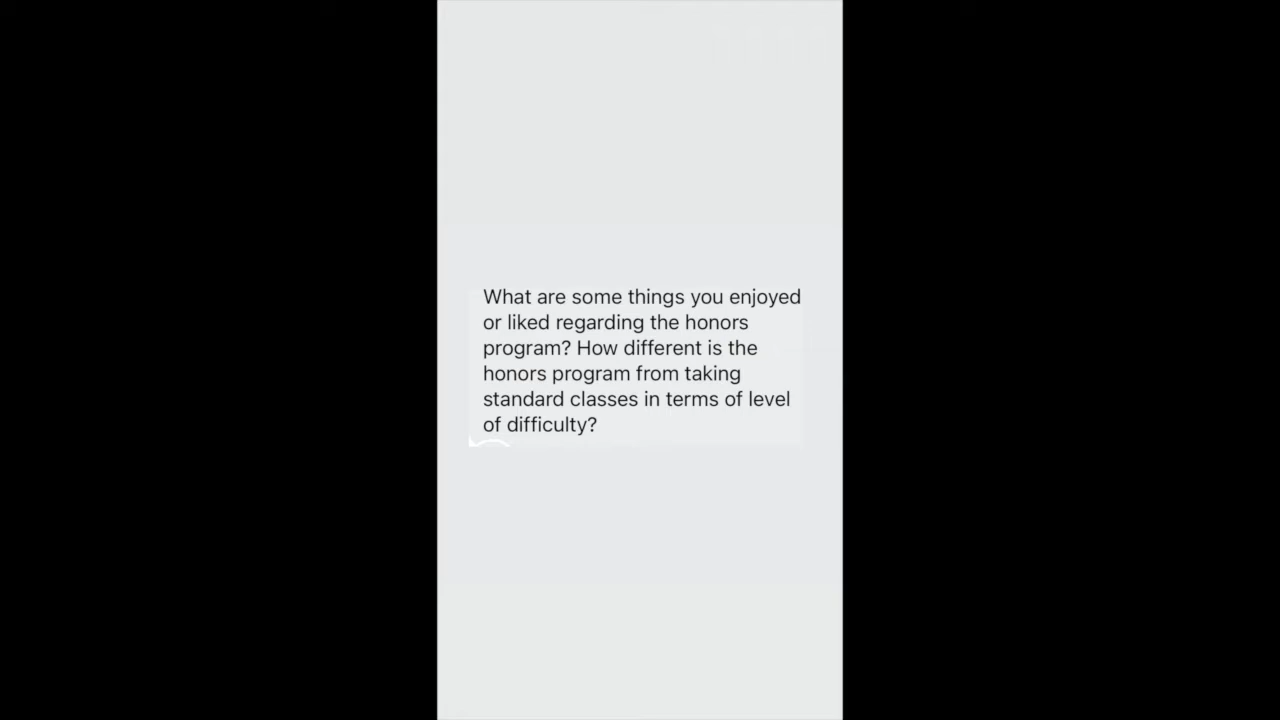 What are some things you enjoyed
or liked regarding the honors
program? How different is the
honors program from taking
standard classes in terms of level
of difficulty?